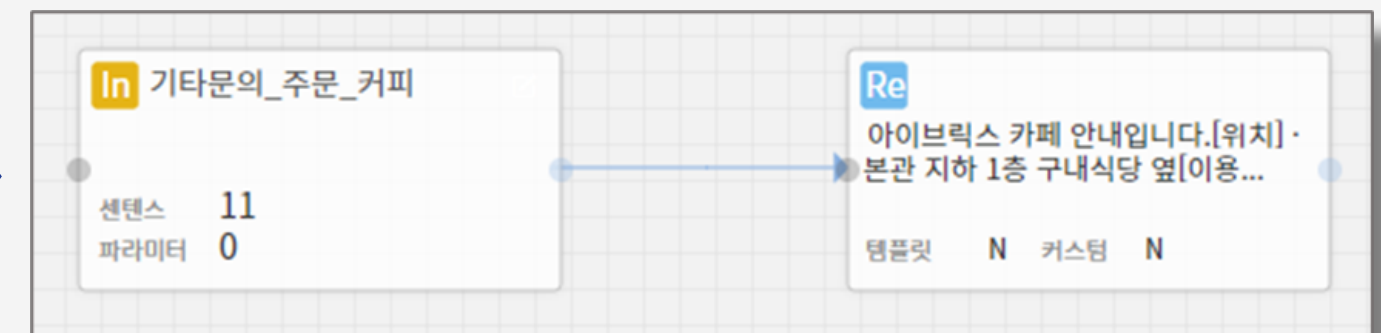 In 기타문의_주문_커피
센텐스 11
파라미터 0
Re
아이브릭스 카페 안내입니다.[위치] ·
본관 지하 1층 구내식당 옆[이용...
템플릿 N 커스텀 N